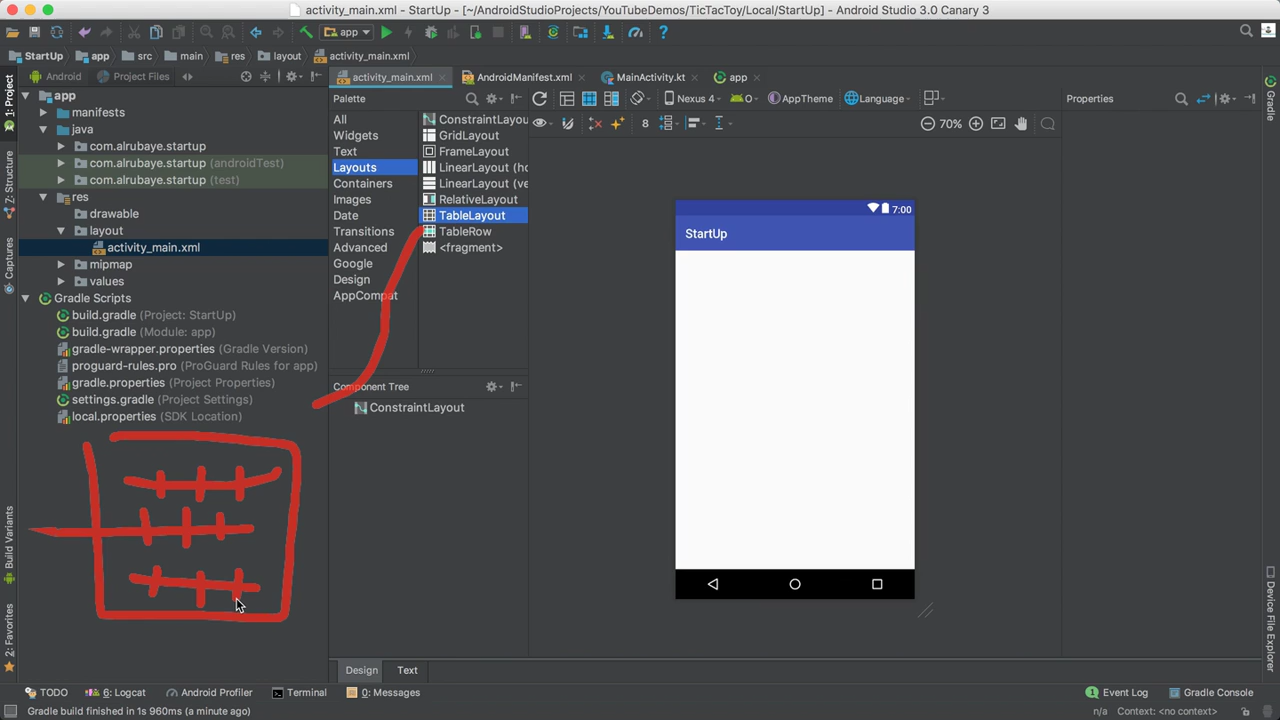 activity_main.xml - StartUp - [~/AndroidStudioProjects/YouTubeDemos/TicTacToy/Local/StartUp] - Android Studio 3.0 Canary 3
app
StartUp app src main res layout activity_main.xml
1: Project
Z: Structure
Captures
Build Variants
2: Favorites
Android Project Files
app
manifests
java
com.alrubaye.startup
com.alrubaye.startup (androidTest)
com.alrubaye.startup (test)
res
drawable
layout
activity_main.xml
mipmap
values
Gradle Scripts
build.gradle (Project: StartUp)
build.gradle (Module: app)
gradle-wrapper.properties (Gradle Version)
proguard-rules.pro (ProGuard Rules for app)
gradle.properties (Project Properties)
settings.gradle (Project Settings)
local.properties (SDK Location)
activity_main.xml AndroidManifest.xml MainActivity.kt app
Palette
All
Widgets
Text
Layouts
Containers
Images
Date
Transitions
Advanced
Google
Design
AppCompat
ConstraintLayou
GridLayout
FrameLayout
LinearLayout (ho
LinearLayout (ve
RelativeLayout
TableLayout
TableRow
<fragment>
Component Tree
ConstraintLayout
Nexus 4 O AppTheme Language
8 70%
7:00
StartUp
Properties
Gradle
Device File Explorer
Design Text
TODO 6: Logcat Android Profiler Terminal 0: Messages 1 Event Log Gradle Console
Gradle build finished in 1s 960ms (a minute ago) n/a Context: <no context>